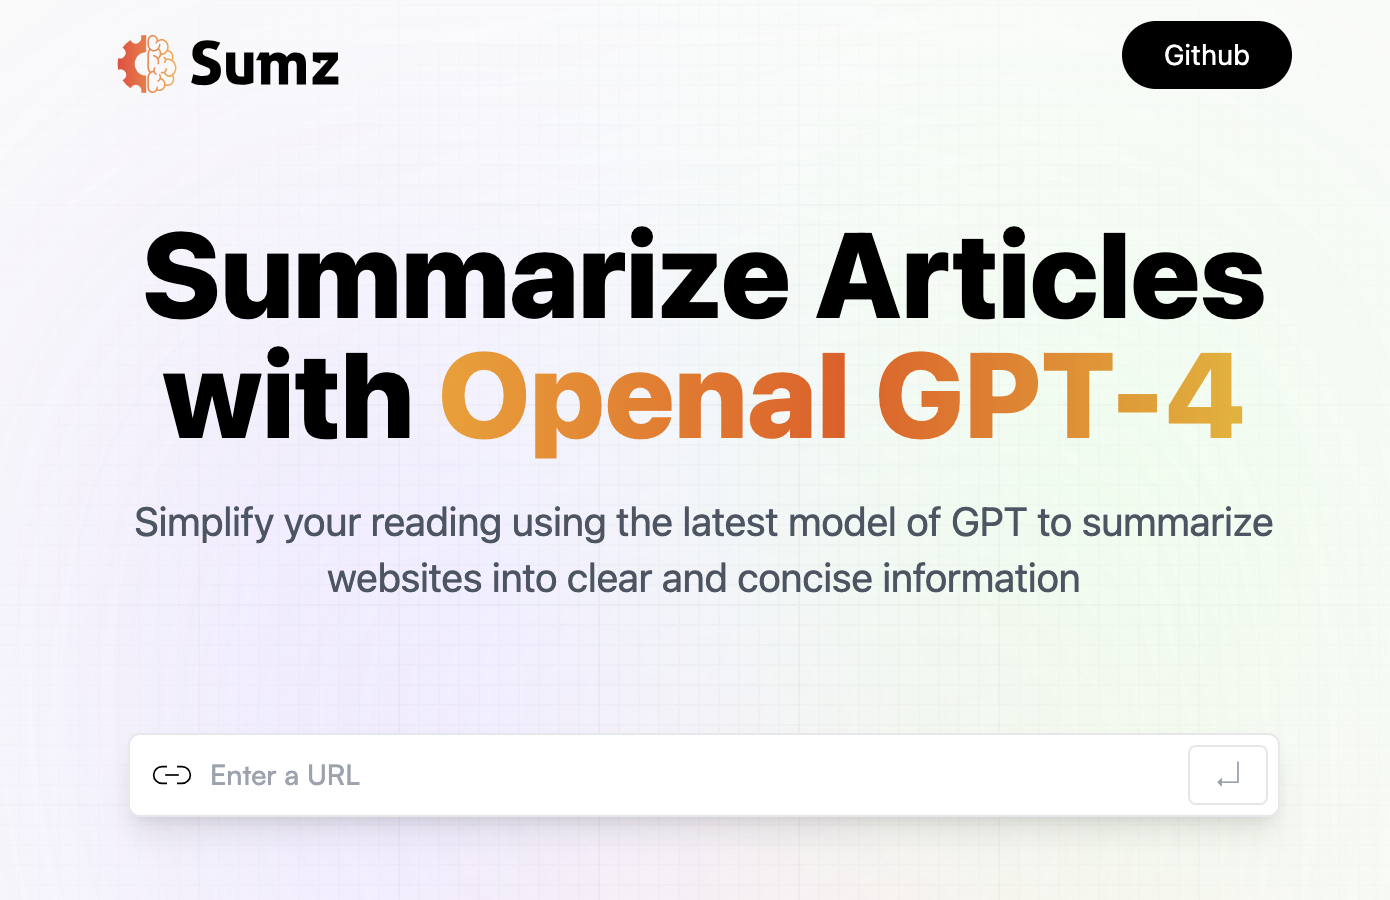 Sumz
Github
Summarize Articles
with OpenaI GPT-4
Simplify your reading using the latest model of GPT to summarize
websites into clear and concise information
Enter a URL